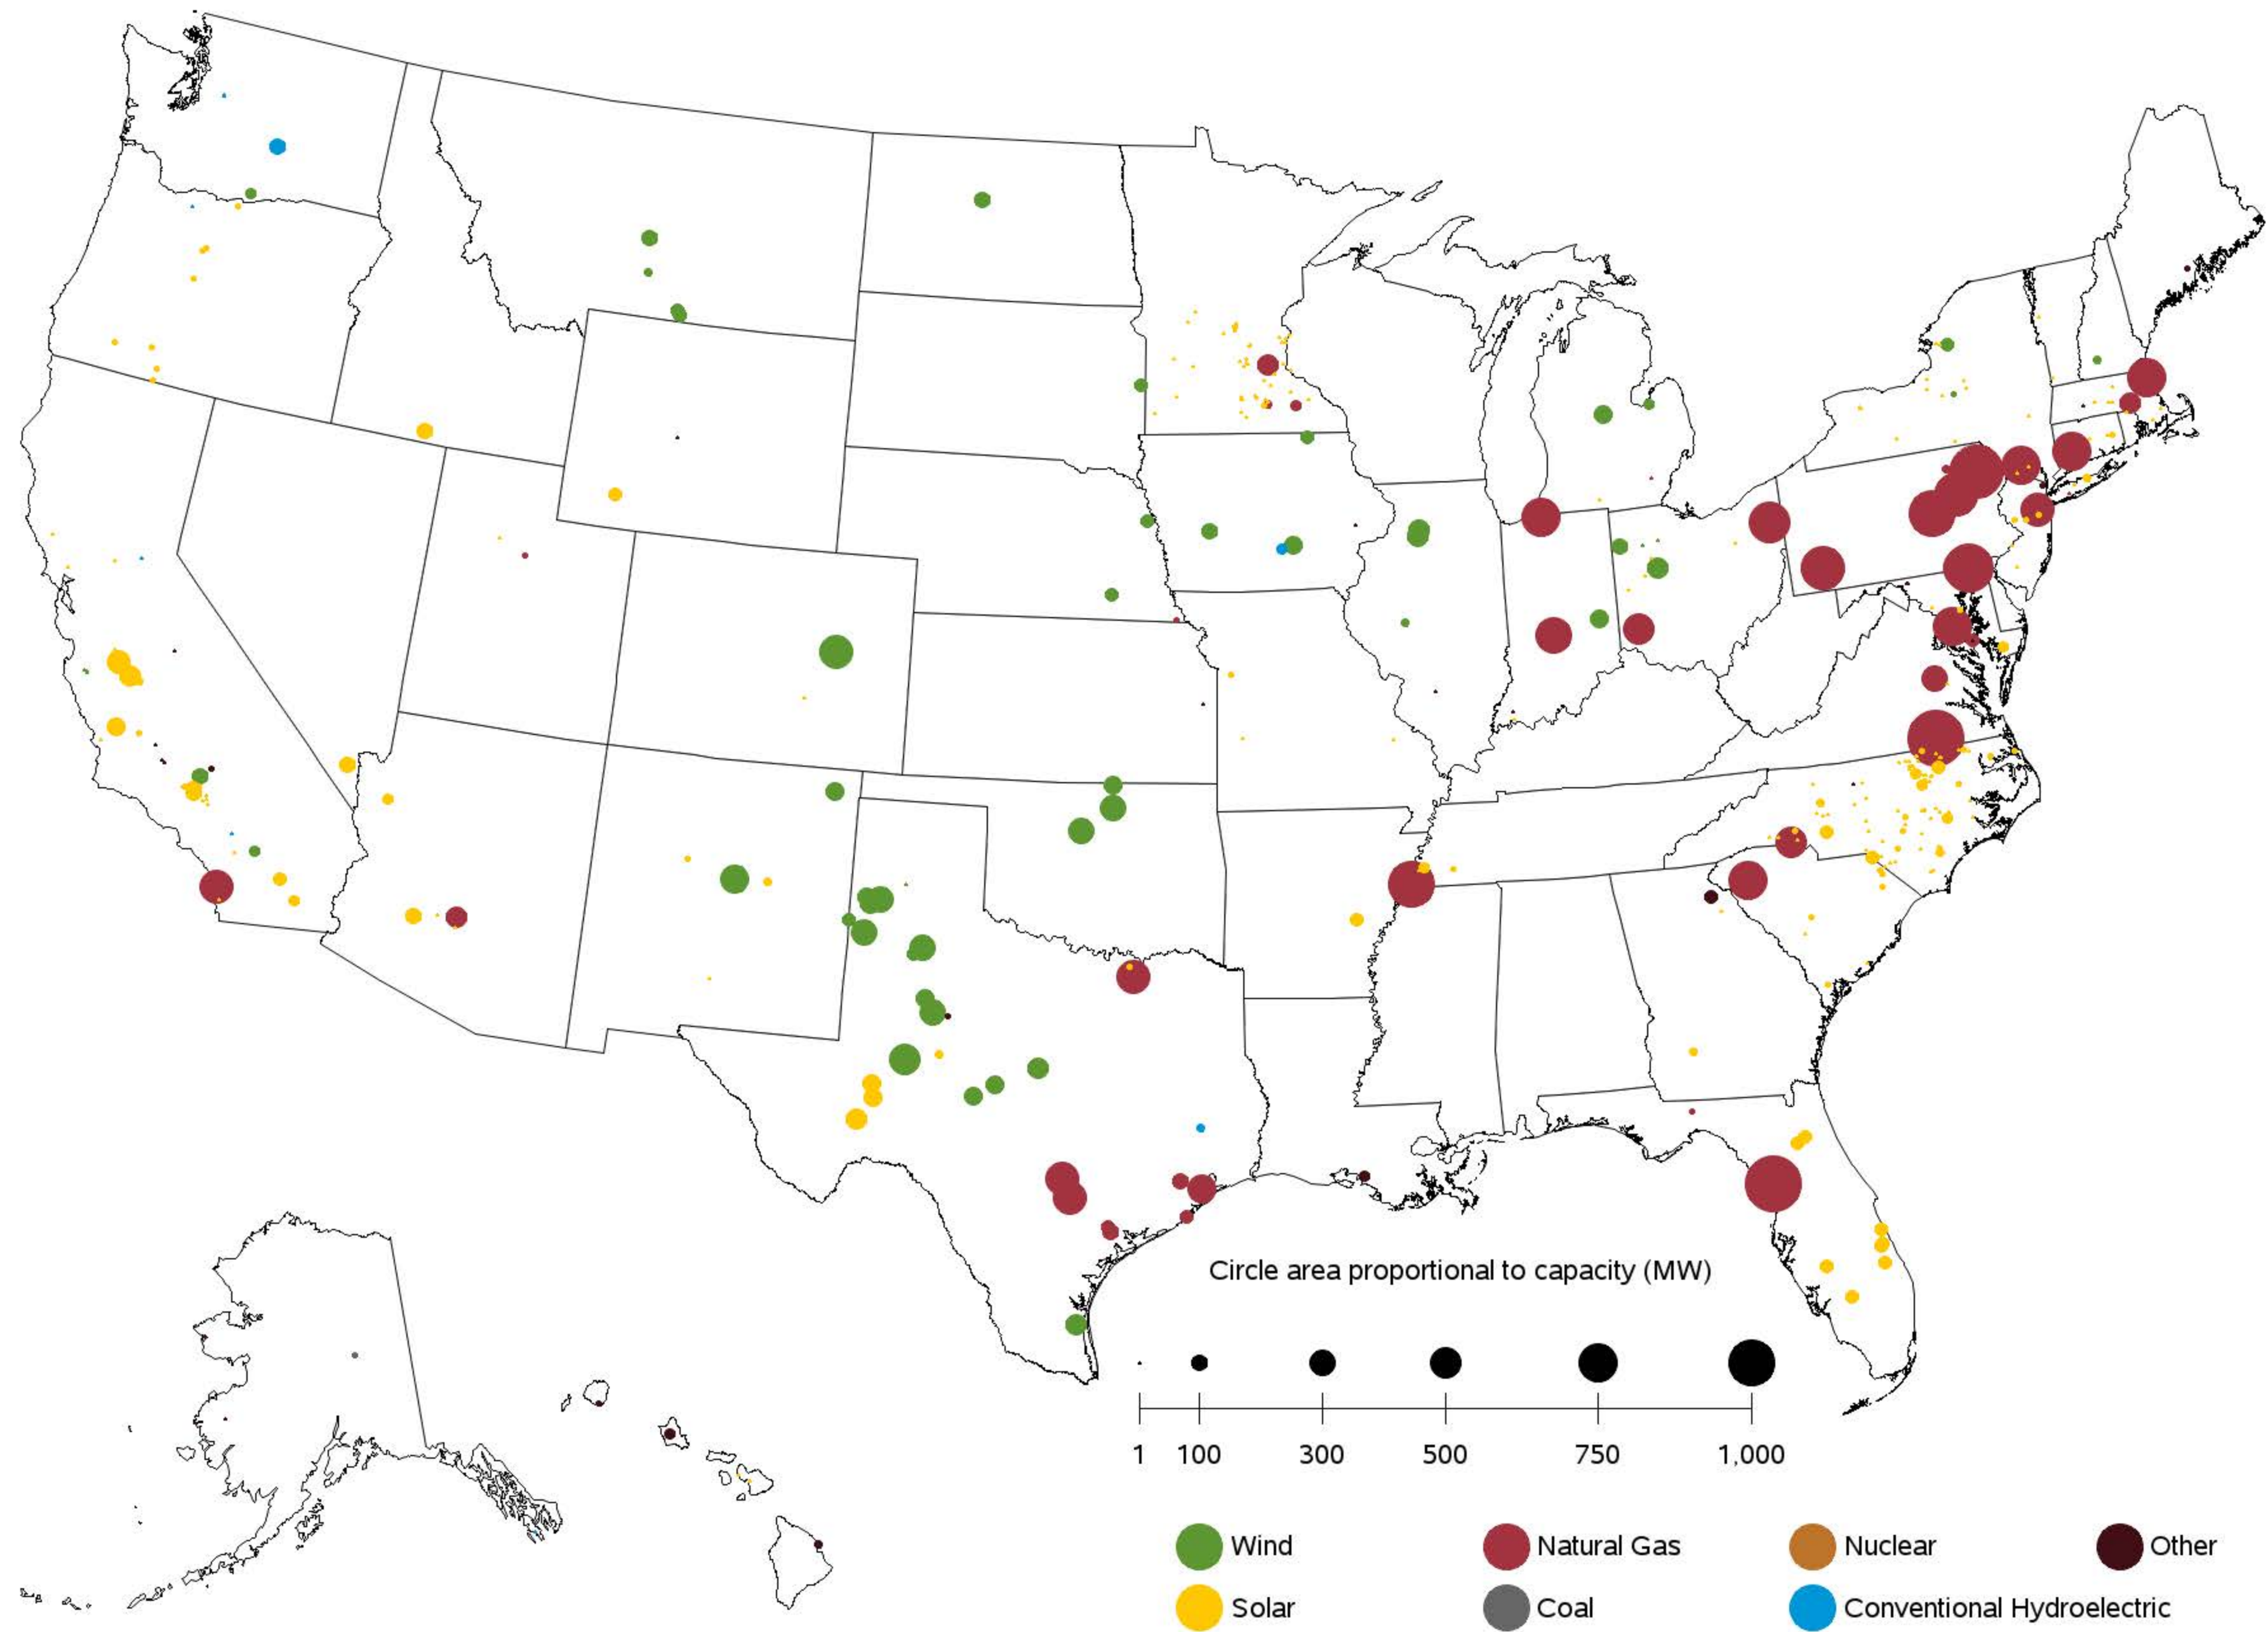 Circle area proportional to capacity (MW)
1 100 300 500 750 1,000
Wind Natural Gas Nuclear Other
Solar Coal Conventional Hydroelectric